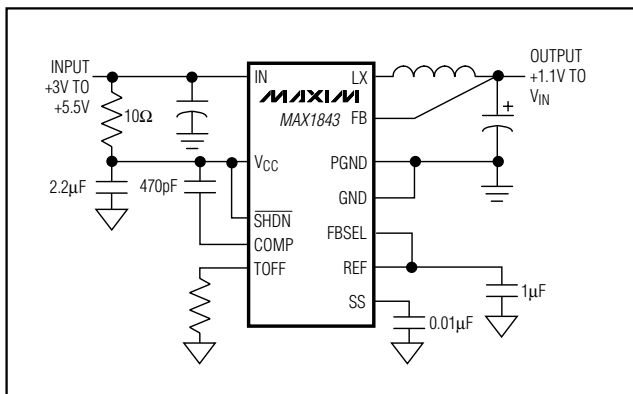 INPUT
+3V TO
+5.5V
10Ω
2.2µF
470pF
IN
VCC
SHDN
COMP
TOFF
MAXIM
MAX1843
LX
FB
PGND
GND
FBSEL
REF
SS
OUTPUT
+1.1V TO
VIN
+
1µF
0.01µF